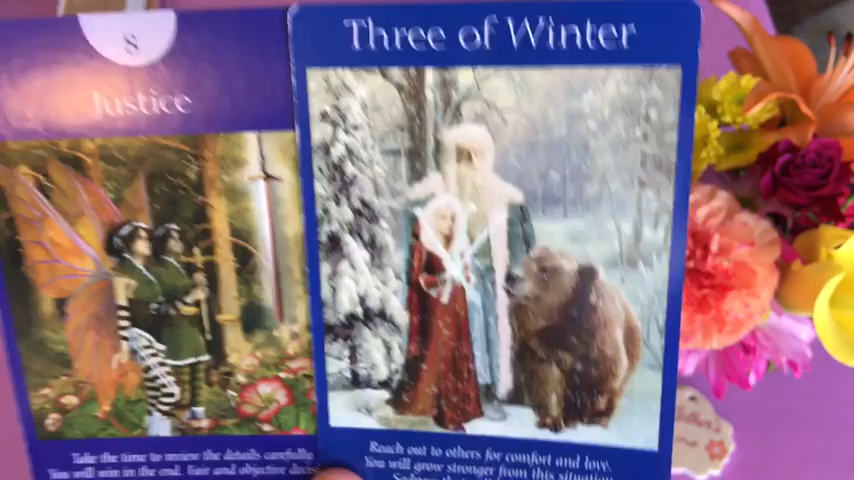 8
Justice
Take the time to review the details carefully
You will win in the end. Fair and objective
Three of Winter
Reach out to others for comfort and love.
You will grow stronger from this situation